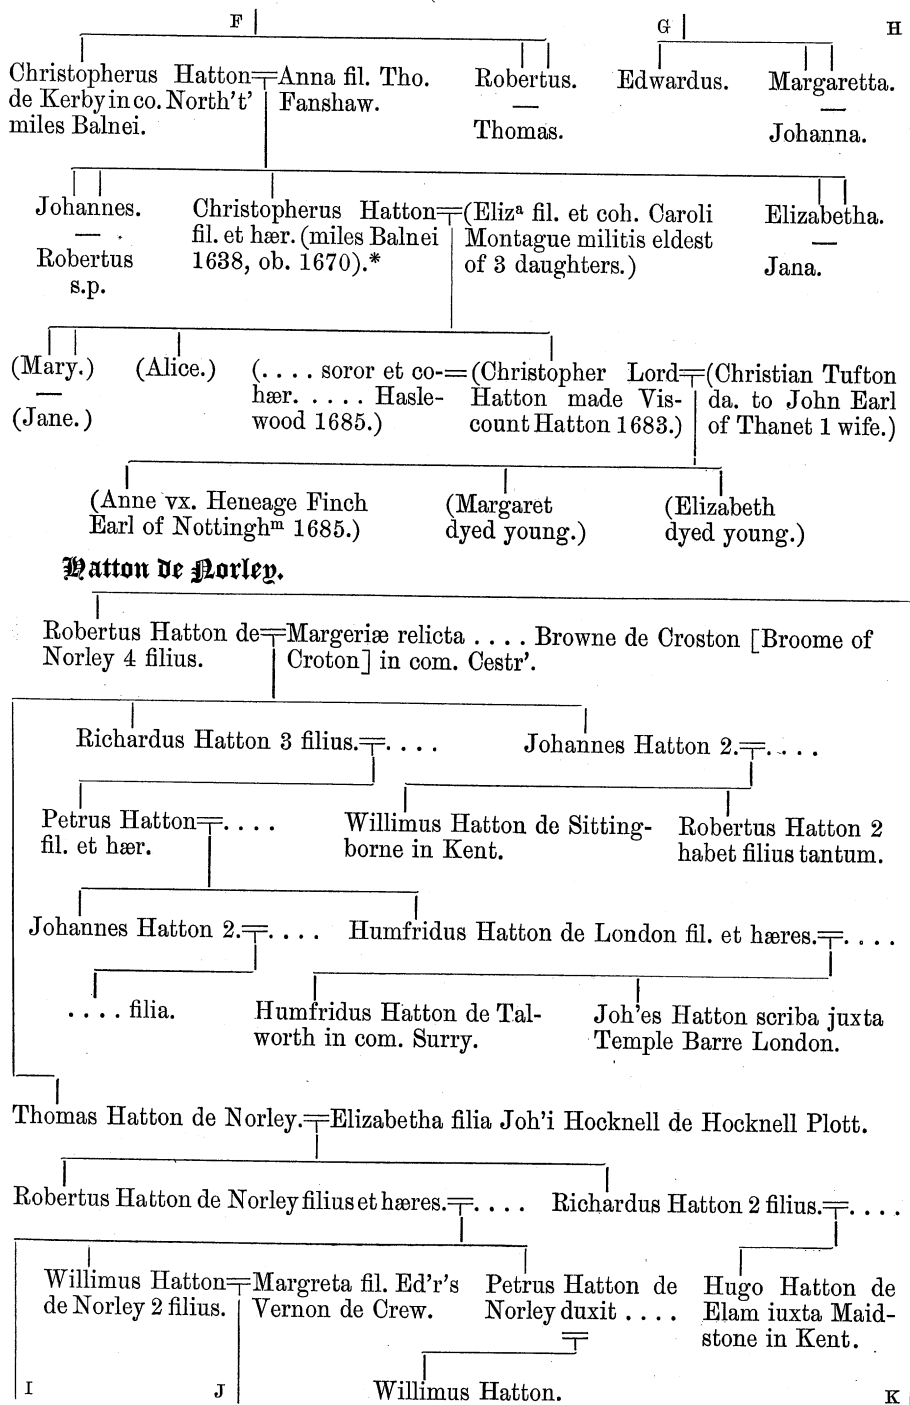 F G H
Christopherus Hatton=Anna fil. Tho.
de Kerby in co. North't' Fanshaw.
miles Balnei.
Robertus.
—
Thomas.
Edwardus.
Margaretta.
—
Johanna.
Johannes.
—
Robertus
s.p.
Christopherus Hatton=(Elizª fil. et coh. Caroli
fil. et hær. (miles Balnei Montague militis eldest
1638, ob. 1670).* of 3 daughters.)
Elizabetha.
—
Jana.
(Mary.)
—
(Jane.)
(Alice.)
(. . . . soror et co-=(Christopher Lord=(Christian Tufton
hær. . . . . . Hasle- Hatton made Vis- da. to John Earl
wood 1685.) count Hatton 1683.) of Thanet 1 wife.)
(Anne vx. Heneage Finch
Earl of Nottinghᵐ 1685.)
(Margaret
dyed young.)
(Elizabeth
dyed young.)
Hatton de Norley.
Robertus Hatton de=Margeriæ relicta . . . . Browne de Croston [Broome of
Norley 4 filius. Croton] in com. Cestr'.
Richardus Hatton 3 filius.=. . . .
Johannes Hatton 2.=. . . .
Petrus Hatton=. . . .
fil. et hær.
Willimus Hatton de Sitting-
borne in Kent.
Robertus Hatton 2
habet filius tantum.
Johannes Hatton 2.=. . . .
Humfridus Hatton de London fil. et hæres.=. . . .
. . . . filia.
Humfridus Hatton de Tal-
worth in com. Surry.
Joh'es Hatton scriba juxta
Temple Barre London.
Thomas Hatton de Norley.=Elizabetha filia Joh'i Hocknell de Hocknell Plott.
Robertus Hatton de Norley filius et hæres.=. . . .
Richardus Hatton 2 filius.=. . . .
Willimus Hatton=Margreta fil. Ed'r's
de Norley 2 filius. Vernon de Crew.
Petrus Hatton de
Norley duxit . . . .
=
Hugo Hatton de
Elam iuxta Maid-
stone in Kent.
Willimus Hatton.
I J K